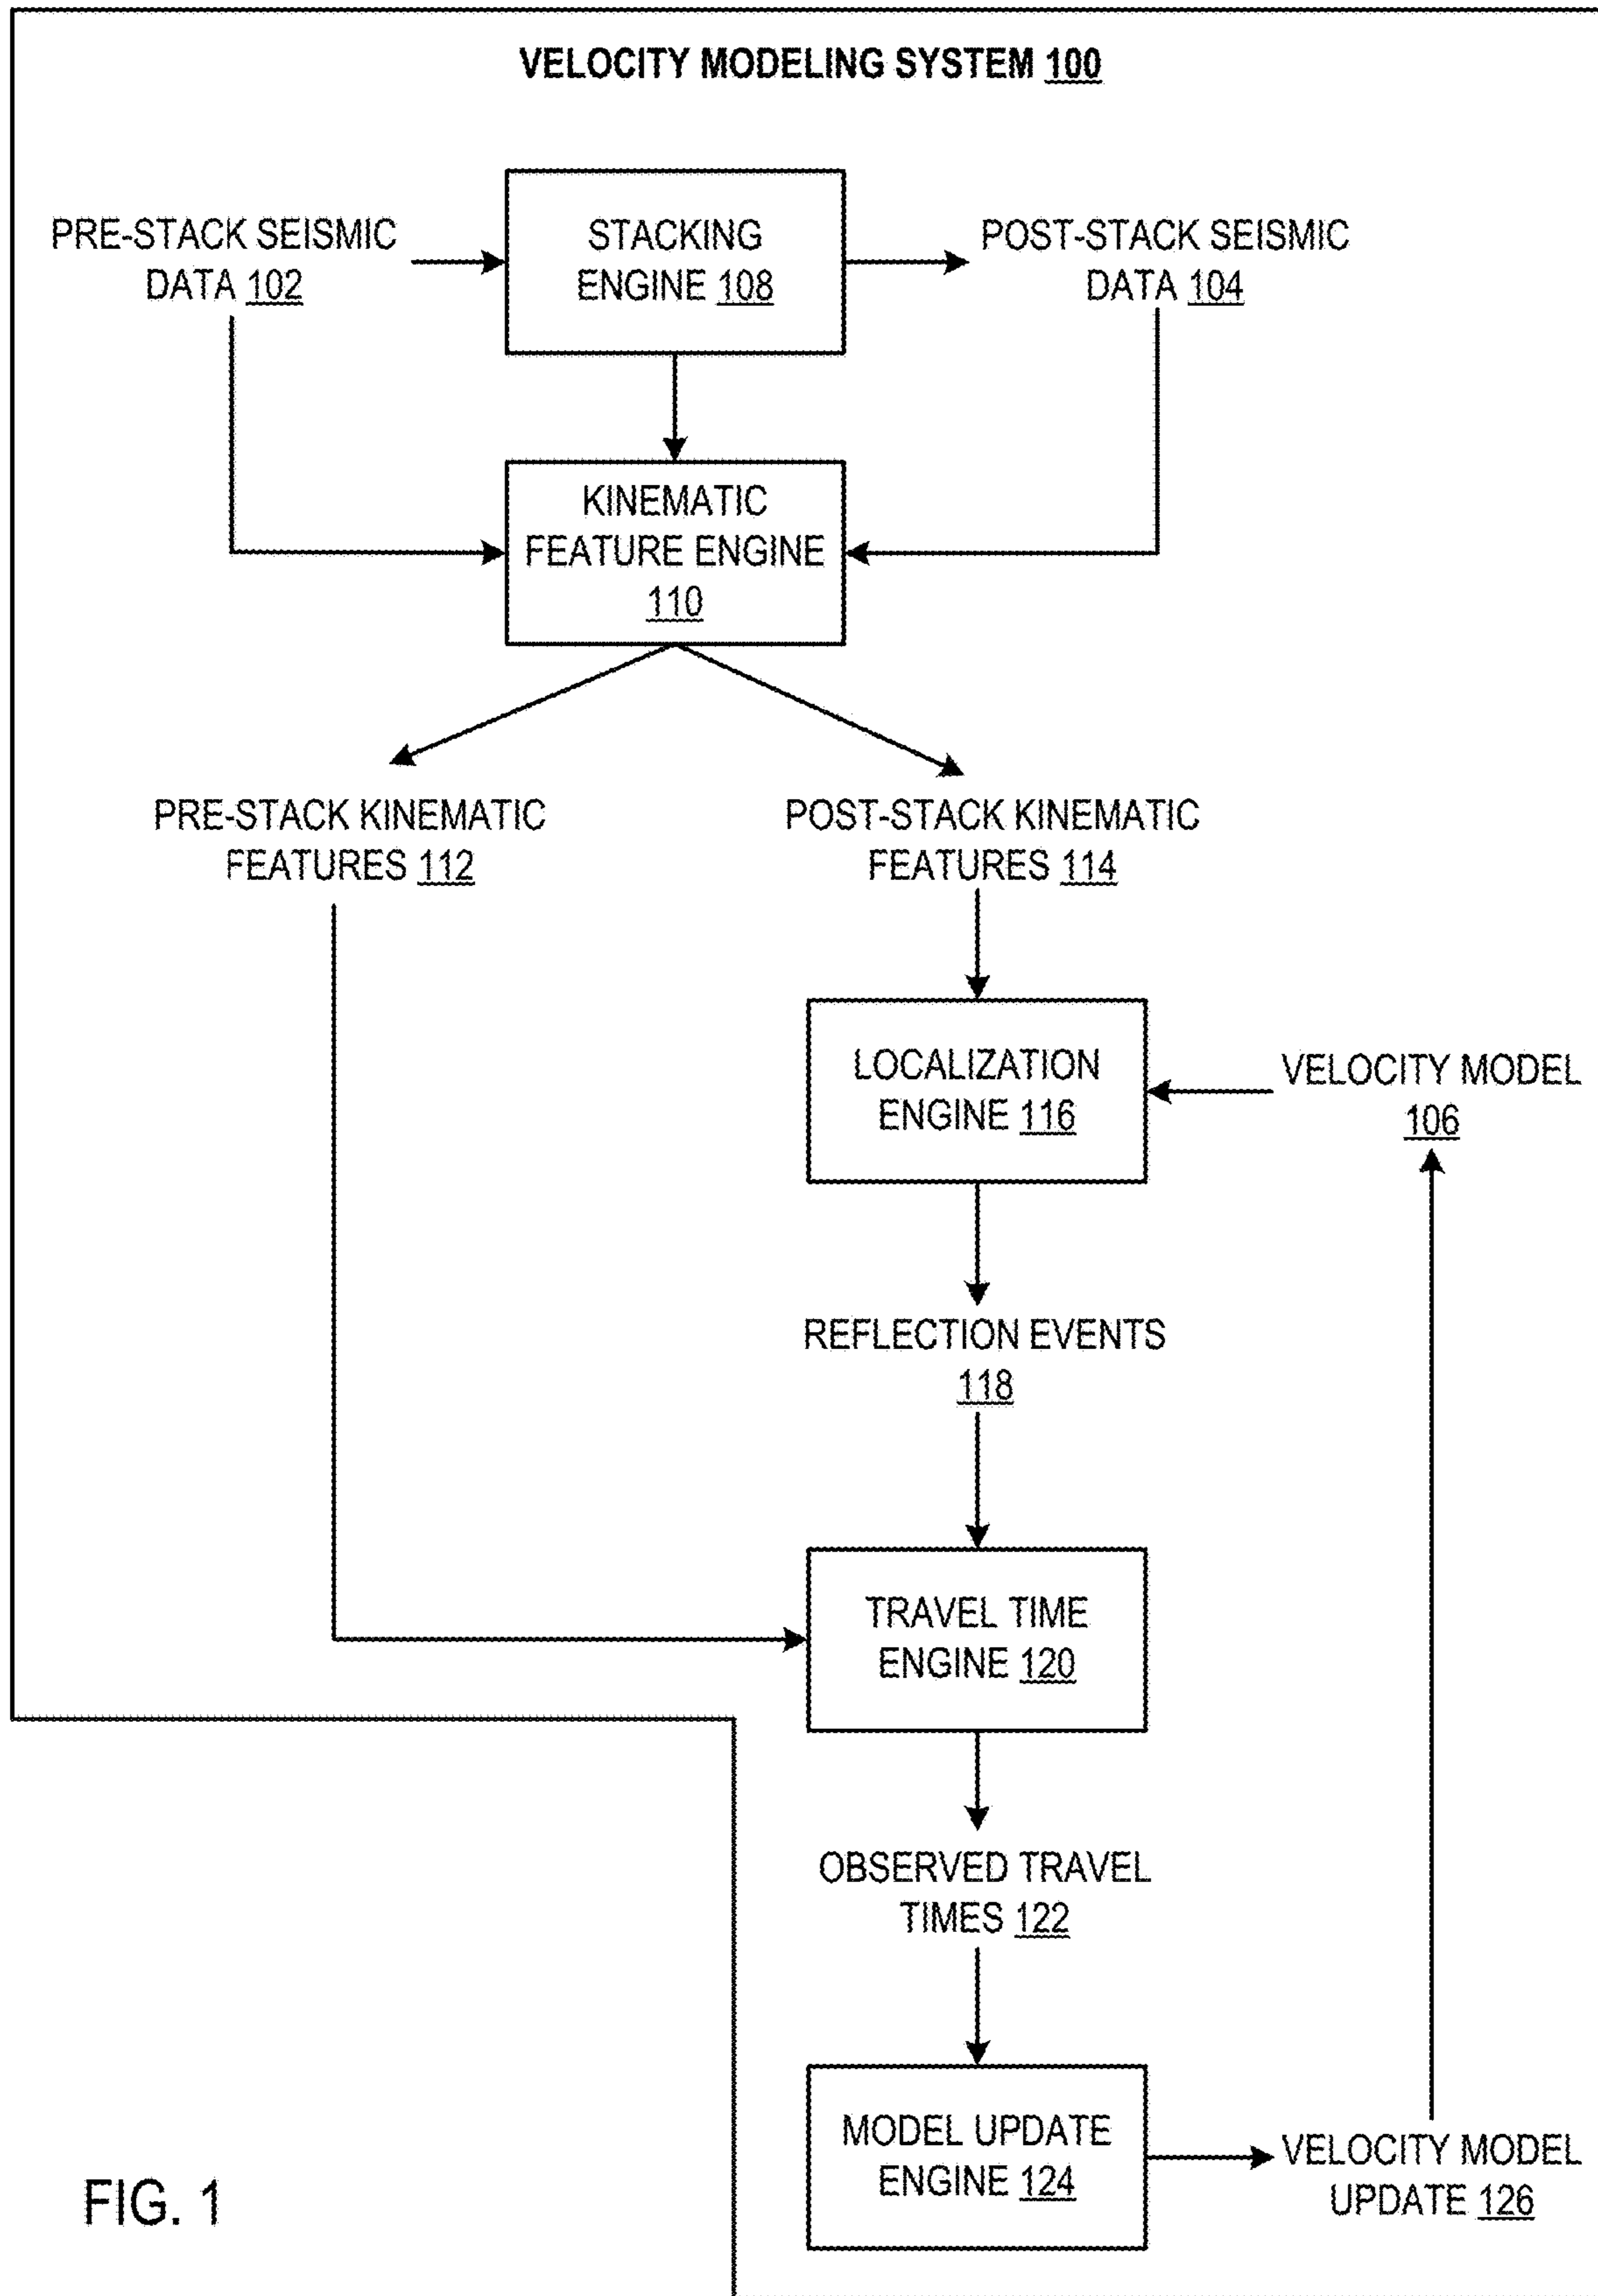 VELOCITY MODELING SYSTEM 100
PRE-STACK SEISMIC
DATA 102
STACKING
ENGINE 108
POST-STACK SEISMIC
DATA 104
KINEMATIC
FEATURE ENGINE
110
PRE-STACK KINEMATIC
FEATURES 112
POST-STACK KINEMATIC
FEATURES 114
LOCALIZATION
ENGINE 116
VELOCITY MODEL
106
REFLECTION EVENTS
118
TRAVEL TIME
ENGINE 120
OBSERVED TRAVEL
TIMES 122
MODEL UPDATE
ENGINE 124
VELOCITY MODEL
UPDATE 126
FIG. 1